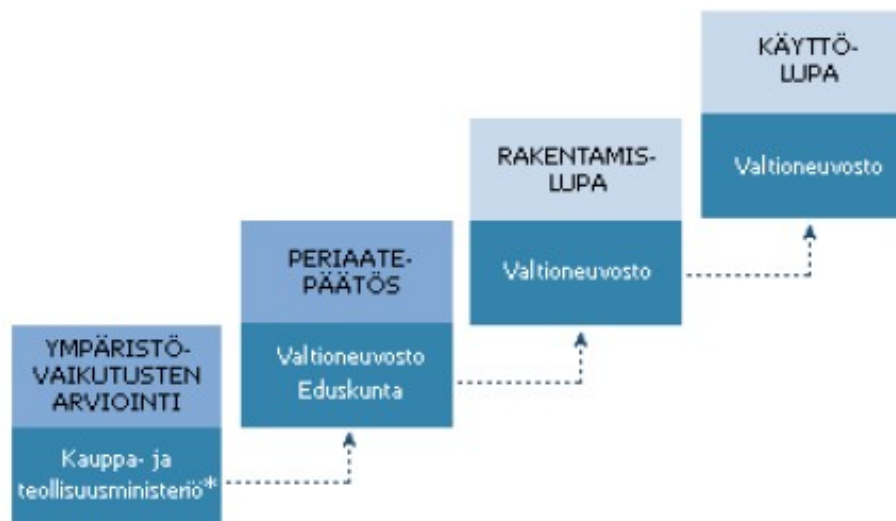 YMPÄRISTÖ-
VAIKUTUSTEN
ARVIOINTI
Kauppa- ja
teollisuusministeriö*
PERIAATE-
PÄÄTÖS
Valtioneuvosto
Eduskunta
RAKENTAMIS-
LUPA
Valtioneuvosto
KÄYTTÖ-
LUPA
Valtioneuvosto